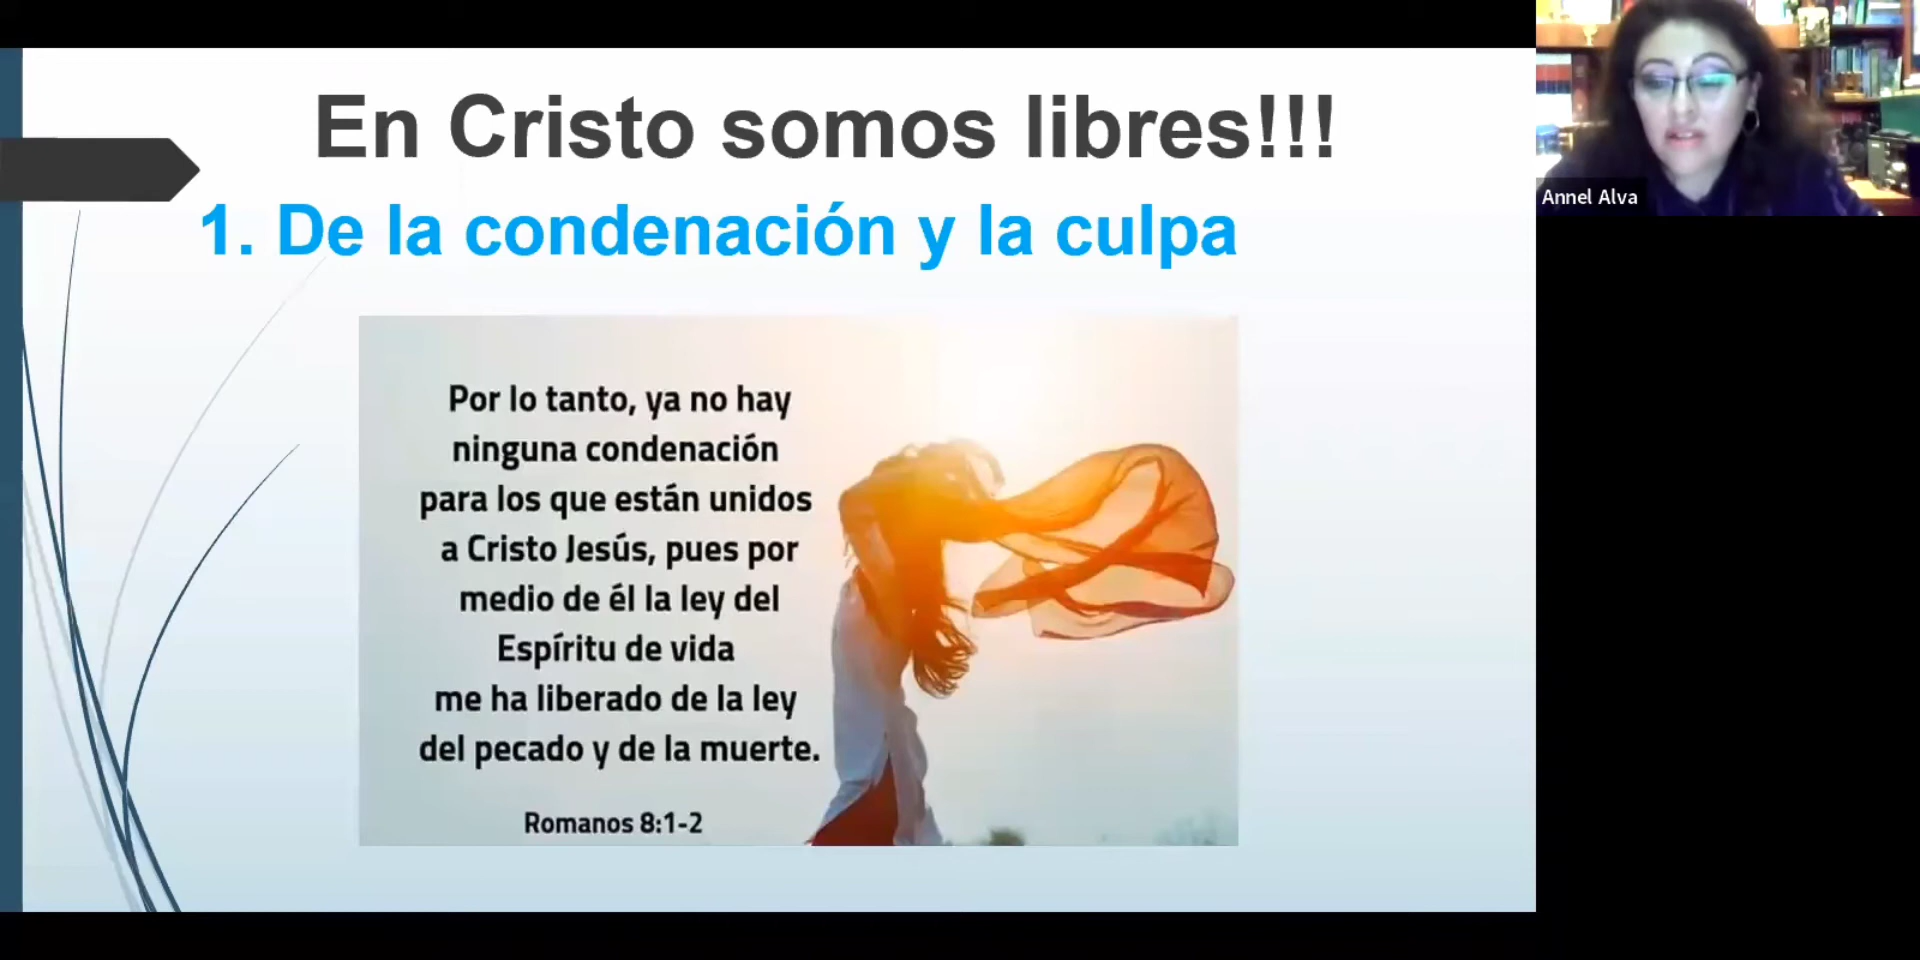 En Cristo somos libres!!!
1. De la condenación y la culpa
Por lo tanto, ya no hay
ninguna condenación
para los que están unidos
a Cristo Jesús, pues por
medio de él la ley del
Espíritu de vida
me ha liberado de la ley
del pecado y de la muerte.
Romanos 8:1-2
Annel Alva